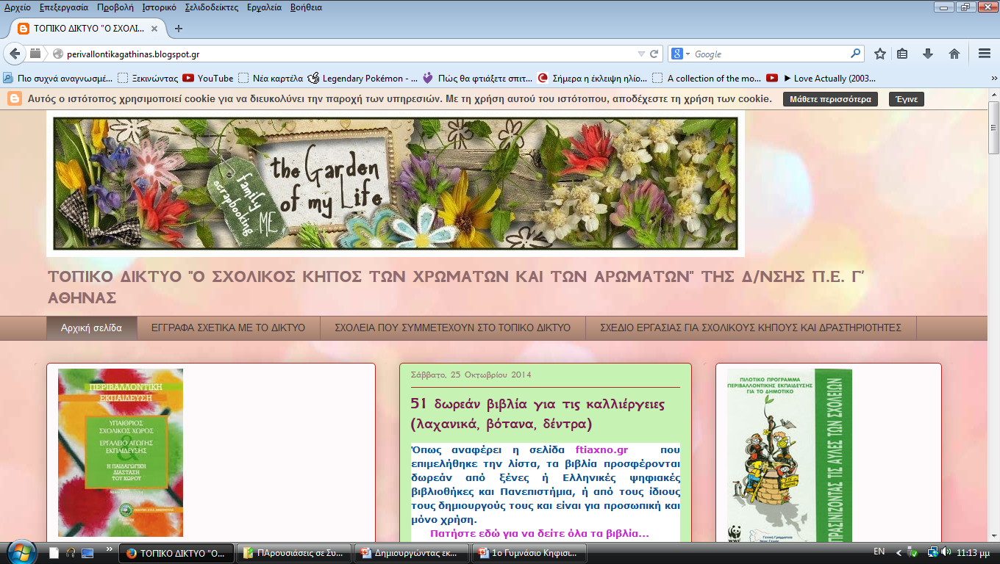 Αρχείο Επεξεργασία Προβολή Ιστορικό Σελιδοδείκτες Εργαλεία Βοήθεια
ΤΟΠΙΚΟ ΔΙΚΤΥΟ "Ο ΣΧΟΛΙ...
perivallontikagathinas.blogspot.gr
Google
Πιο συχνά αναγνωσμέ... Ξεκινώντας YouTube Νέα καρτέλα Legendary Pokémon - ... Πώς θα φτιάξετε σπιτ... Σήμερα η έκλειψη ηλίο... A collection of the mo... ► Love Actually (2003...
Αυτός ο ιστότοπος χρησιμοποιεί cookie για να διευκολύνει την παροχή των υπηρεσιών. Με τη χρήση αυτού του ιστότοπου, αποδέχεστε τη χρήση των cookie. Μάθετε περισσότερα Έγινε
the Garden
of my Life
family
scrapbooking
ME
ΤΟΠΙΚΟ ΔΙΚΤΥΟ "Ο ΣΧΟΛΙΚΟΣ ΚΗΠΟΣ ΤΩΝ ΧΡΩΜΑΤΩΝ ΚΑΙ ΤΩΝ ΑΡΩΜΑΤΩΝ" ΤΗΣ Δ/ΝΣΗΣ Π.Ε. Γ΄
ΑΘΗΝΑΣ
Αρχική σελίδα ΕΓΓΡΑΦΑ ΣΧΕΤΙΚΑ ΜΕ ΤΟ ΔΙΚΤΥΟ ΣΧΟΛΕΙΑ ΠΟΥ ΣΥΜΜΕΤΕΧΟΥΝ ΣΤΟ ΤΟΠΙΚΟ ΔΙΚΤΥΟ ΣΧΕΔΙΟ ΕΡΓΑΣΙΑΣ ΓΙΑ ΣΧΟΛΙΚΟΥΣ ΚΗΠΟΥΣ ΚΑΙ ΔΡΑΣΤΗΡΙΟΤΗΤΕΣ
ΠΕΡΙΒΑΛΛΟΝΤΙΚΗ
ΕΚΠΑΙΔΕΥΣΗ
ΥΠΑΙΘΡΙΟΣ
ΣΧΟΛΙΚΟΣ ΧΩΡΟΣ
&
ΕΡΓΑΛΕΙΟ ΑΓΩΓΗΣ
ΕΚΠΑΙΔΕΥΣΗΣ
Η ΠΑΙΔΑΓΩΓΙΚΗ
ΔΙΑΣΤΑΣΗ
ΤΟΥ ΧΩΡΟΥ
Σάββατο, 25 Οκτωβρίου 2014
51 δωρεάν βιβλία για τις καλλιέργειες
(λαχανικά, βότανα, δέντρα)
Όπως αναφέρει η σελίδα ftiaxno.gr που
επιμελήθηκε την λίστα, τα βιβλία προσφέρονται
δωρεάν από ξένες ή Ελληνικές ψηφιακές
βιβλιοθήκες και Πανεπιστήμια, ή από τους ίδιους
τους δημιουργούς τους και είναι για προσωπική και
μόνο χρήση.
Πατήστε εδώ για να δείτε όλα τα βιβλία...
ΠΙΛΟΤΙΚΟ ΠΡΟΓΡΑΜΜΑ
ΠΕΡΙΒΑΛΛΟΝΤΙΚΗΣ ΕΚΠΑΙΔΕΥΣΗΣ
ΓΙΑ ΤΟ ΔΗΜΟΤΙΚΟ
ΠΡΑΣΙΝΙΖΟΝΤΑΣ ΤΙΣ ΑΥΛΕΣ ΤΩΝ ΣΧΟΛΕΙΩΝ
WWF
Γενική Γραμματεία
ΤΟΠΙΚΟ ΔΙΚΤΥΟ "Ο... ΠΑρουσιάσεις σε Συ... Δημιουργώντας εκ... 1ο Γυμνάσιο Κηφισι... EN 11:13 μμ